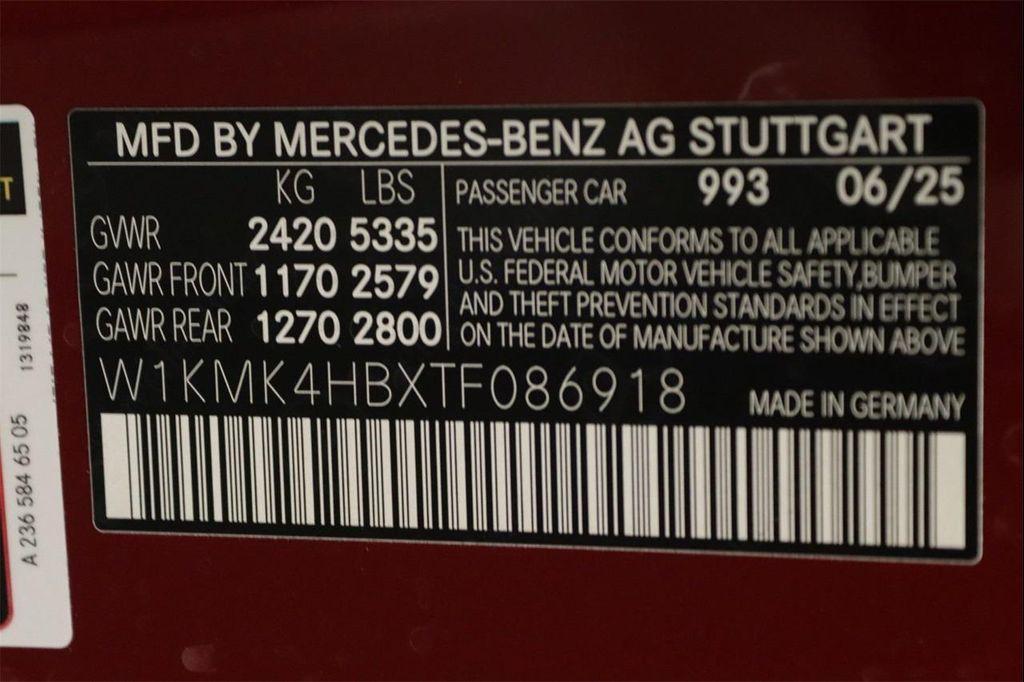 MFD BY MERCEDES-BENZ AG STUTTGART
KG LBS
GVWR 2420 5335
GAWR FRONT 1170 2579
GAWR REAR 1270 2800
PASSENGER CAR 993 06/25
THIS VEHICLE CONFORMS TO ALL APPLICABLE
U.S. FEDERAL MOTOR VEHICLE SAFETY,BUMPER
AND THEFT PREVENTION STANDARDS IN EFFECT
ON THE DATE OF MANUFACTURE SHOWN ABOVE
W1KMK4HBXTF086918
MADE IN GERMANY
T
1319848
A 236 584 65 05